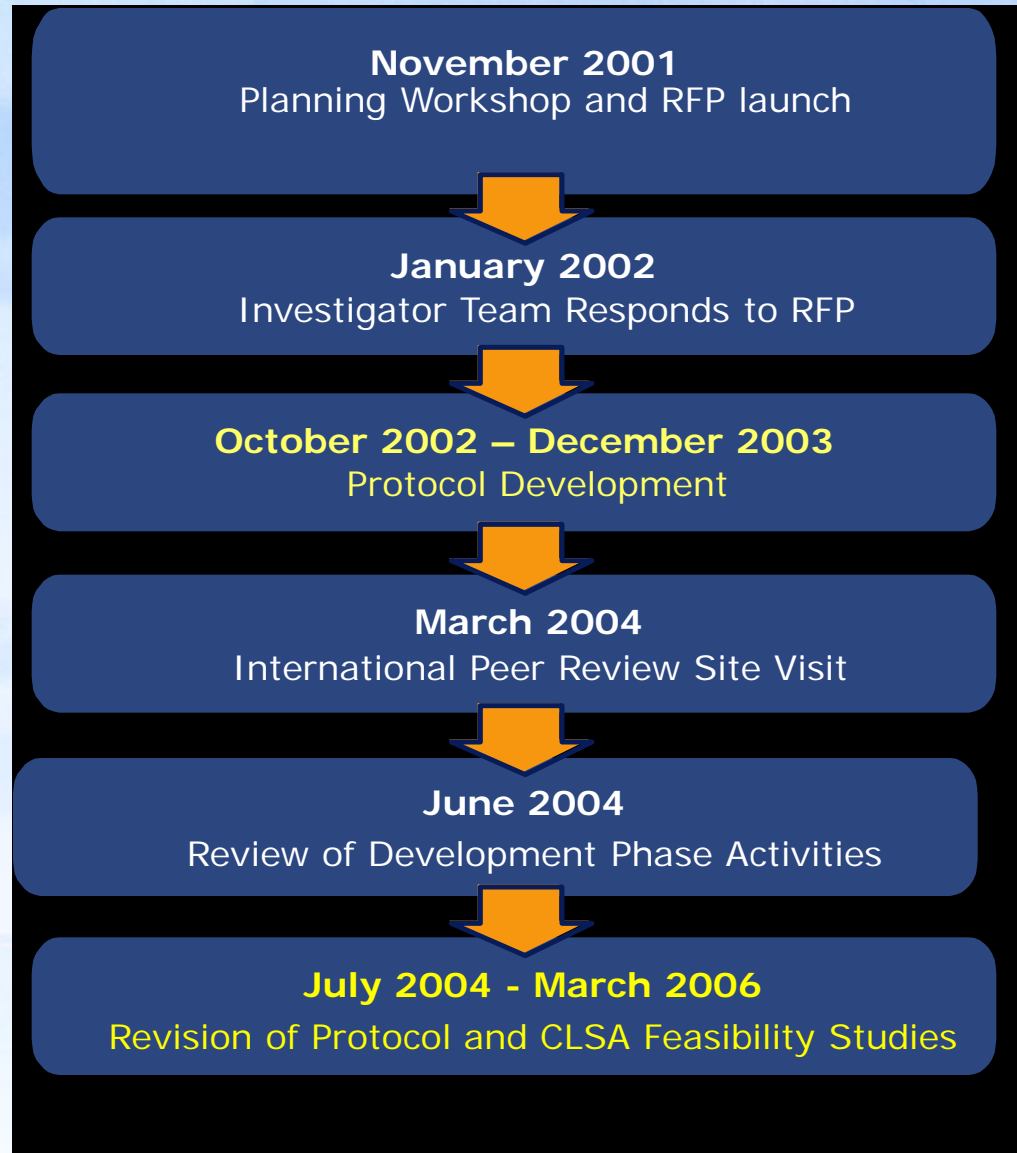 November 2001
Planning Workshop and RFP launch
January 2002
Investigator Team Responds to RFP
October 2002 – December 2003
Protocol Development
March 2004
International Peer Review Site Visit
June 2004
Review of Development Phase Activities
July 2004 - March 2006
Revision of Protocol and CLSA Feasibility Studies